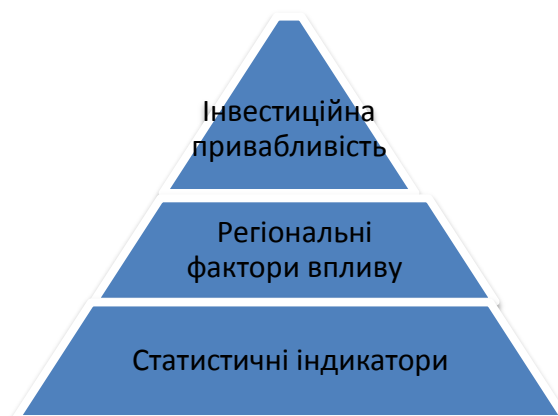 Інвестиційна
привабливість
Регіональні
фактори впливу
Статистичні індикатори